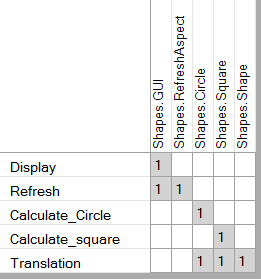 Shapes.GUI
Shapes.RefreshAspect
Shapes.Circle
Shapes.Square
Shapes.Shape
Display 1
Refresh 1 1
Calculate_Circle 1
Calculate_square 1
Translation 1 1 1